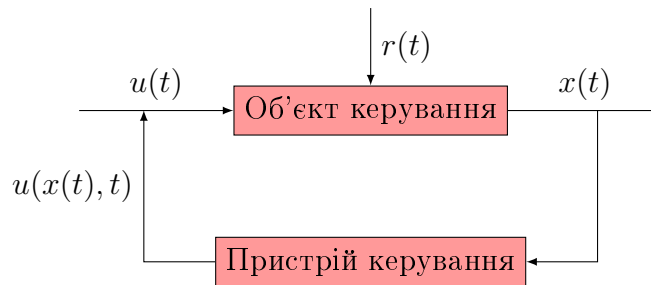 r(t)
u(t)
Об'єкт керування
x(t)
u(x(t), t)
Пристрій керування